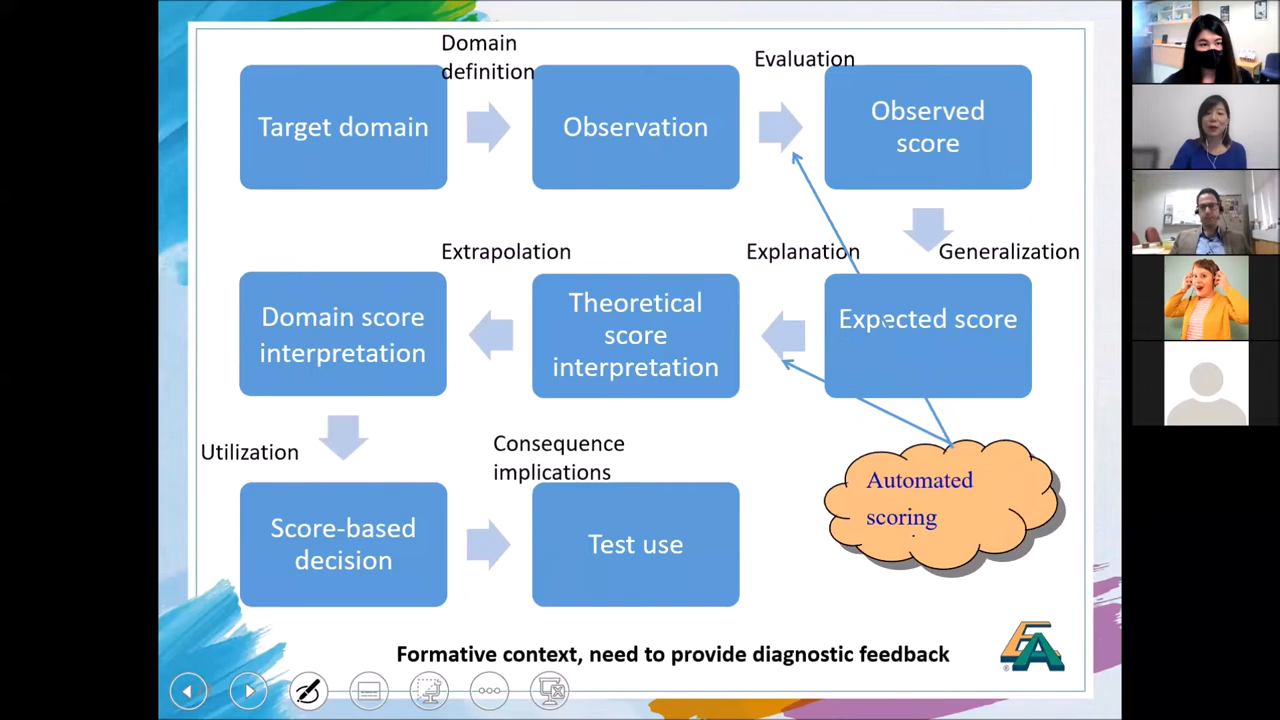 Domain
definition
Evaluation
Target domain
Observation
Observed
score
Extrapolation
Explanation
Generalization
Domain score
interpretation
Theoretical
score
interpretation
Expected score
Utilization
Consequence
implications
Automated
scoring
Score-based
decision
Test use
Formative context, need to provide diagnostic feedback
EA
®